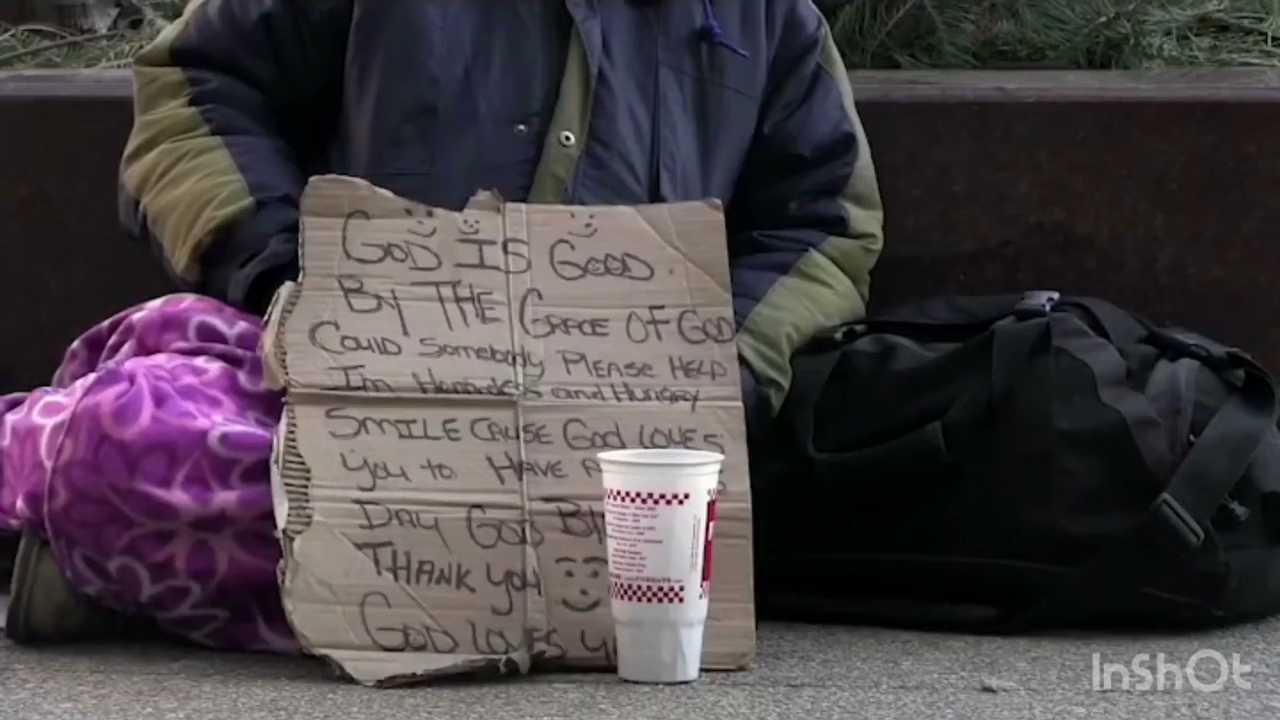 GOD IS GOOD
BY THE GRACE OF GOD
COULD Somebody PLEASE HELP
Im Homeless and HUNGRY
SMILE CAUSE God LOVES
you to HAVE A
DAY GOD
THANK you
GOD LOVES
InShOt